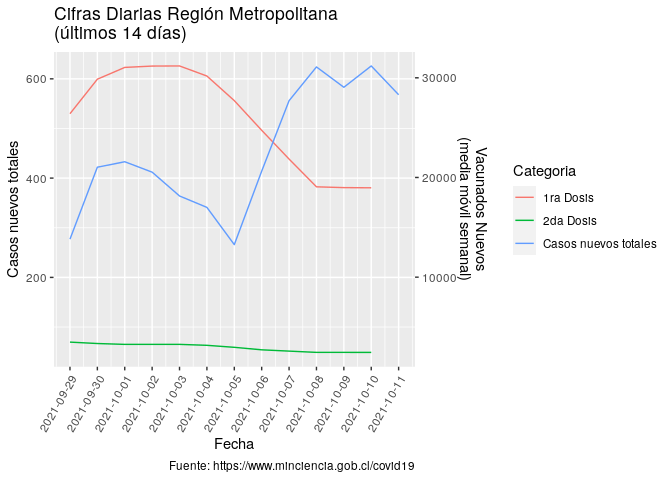 Cifras Diarias Región Metropolitana
(últimos 14 días)
Casos nuevos totales
600
400
200
30000
20000
10000
Vacunados Nuevos
(media móvil semanal)
2021-09-29
2021-09-30
2021-10-01
2021-10-02
2021-10-03
2021-10-04
2021-10-05
2021-10-06
2021-10-07
2021-10-08
2021-10-09
2021-10-10
2021-10-11
Fecha
Categoria
1ra Dosis
2da Dosis
Casos nuevos totales
Fuente: https://www.minciencia.gob.cl/covid19